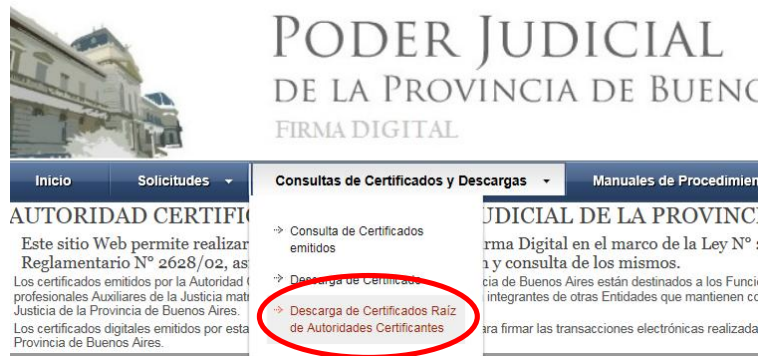 PODER JUDICIAL
DE LA PROVINCIA DE BUENO
FIRMA DIGITAL
Inicio Solicitudes Consultas de Certificados y Descargas Manuales de Procedimien
AUTORIDAD CERTIFI UDICIAL DE LA PROVINC
Consulta de Certificados
emitidos
Este sitio Web permite realizar rma Digital en el marco de la Ley N°
Reglamentario N° 2628/02, as n y consulta de los mismos.
Descarga de Certificado
Los certificados emitidos por la Autoridad cia de Buenos Aires están destinados a los Funci
profesionales Auxiliares de la Justicia mat integrantes de otras Entidades que mantienen co
Justicia de la Provincia de Buenos Aires.
Descarga de Certificados Raíz
de Autoridades Certificantes
Los certificados digitales emitidos por esta ara firmar las transacciones electrónicas realizada
Provincia de Buenos Aires.